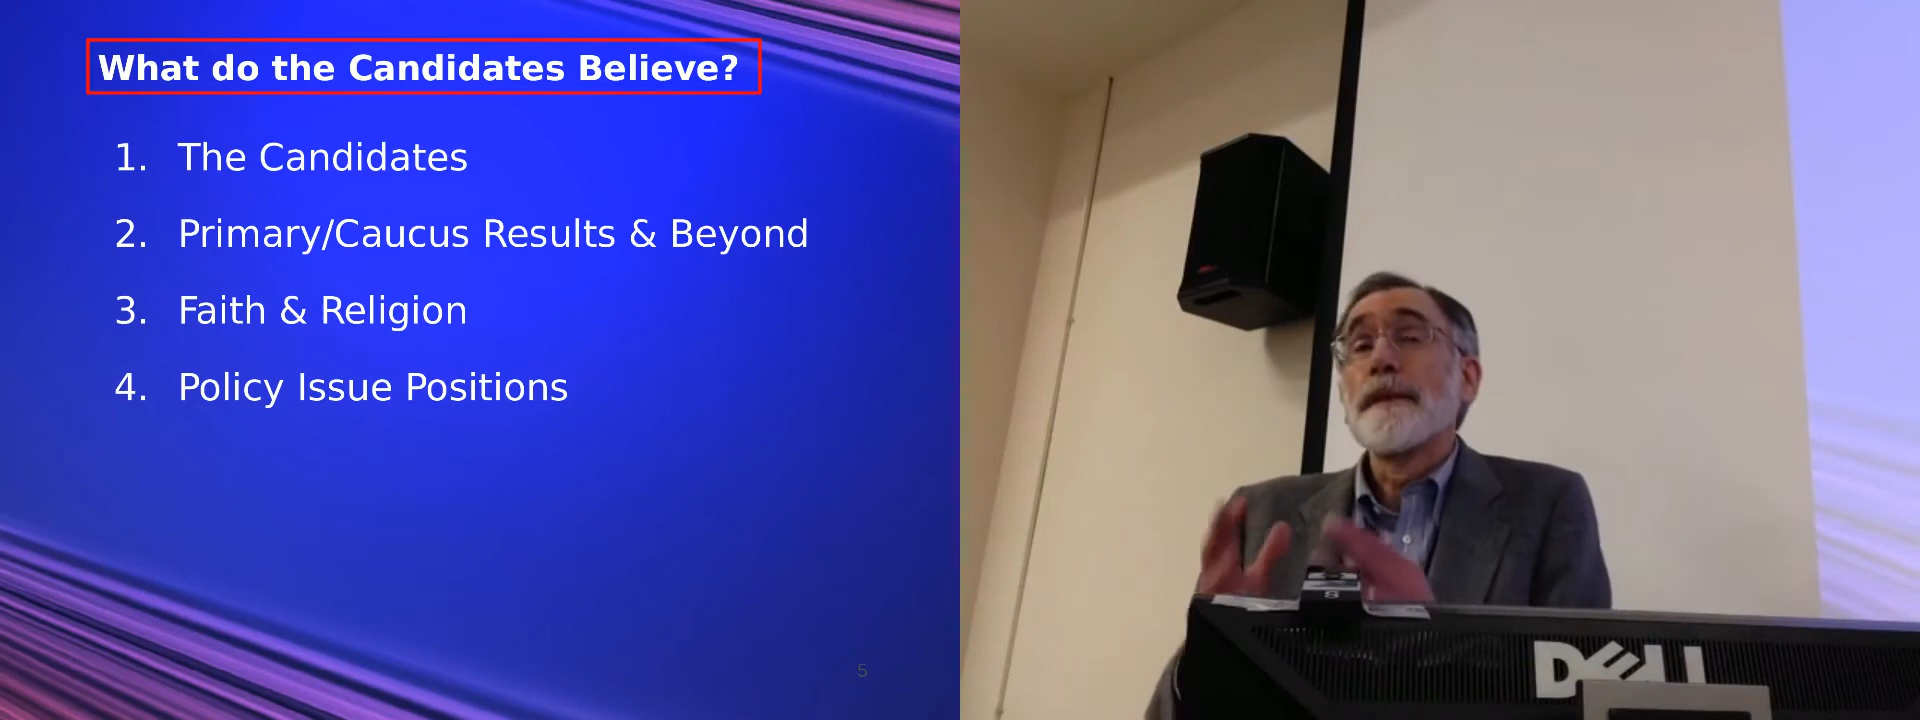 What do the Candidates Believe?
1. The Candidates
2. Primary/Caucus Results & Beyond
3. Faith & Religion
4. Policy Issue Positions
5
DELL